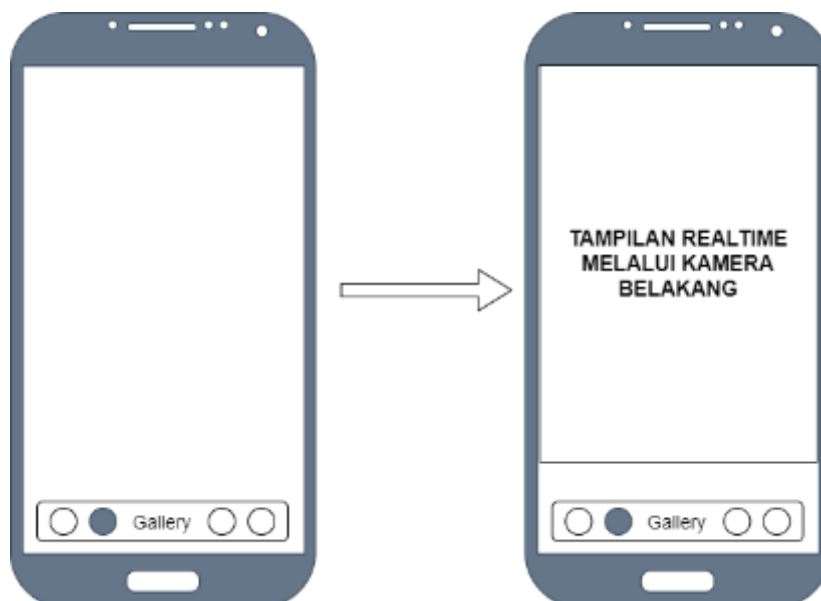 TAMPILAN REALTIME
MELALUI KAMERA
BELAKANG
Gallery
Gallery